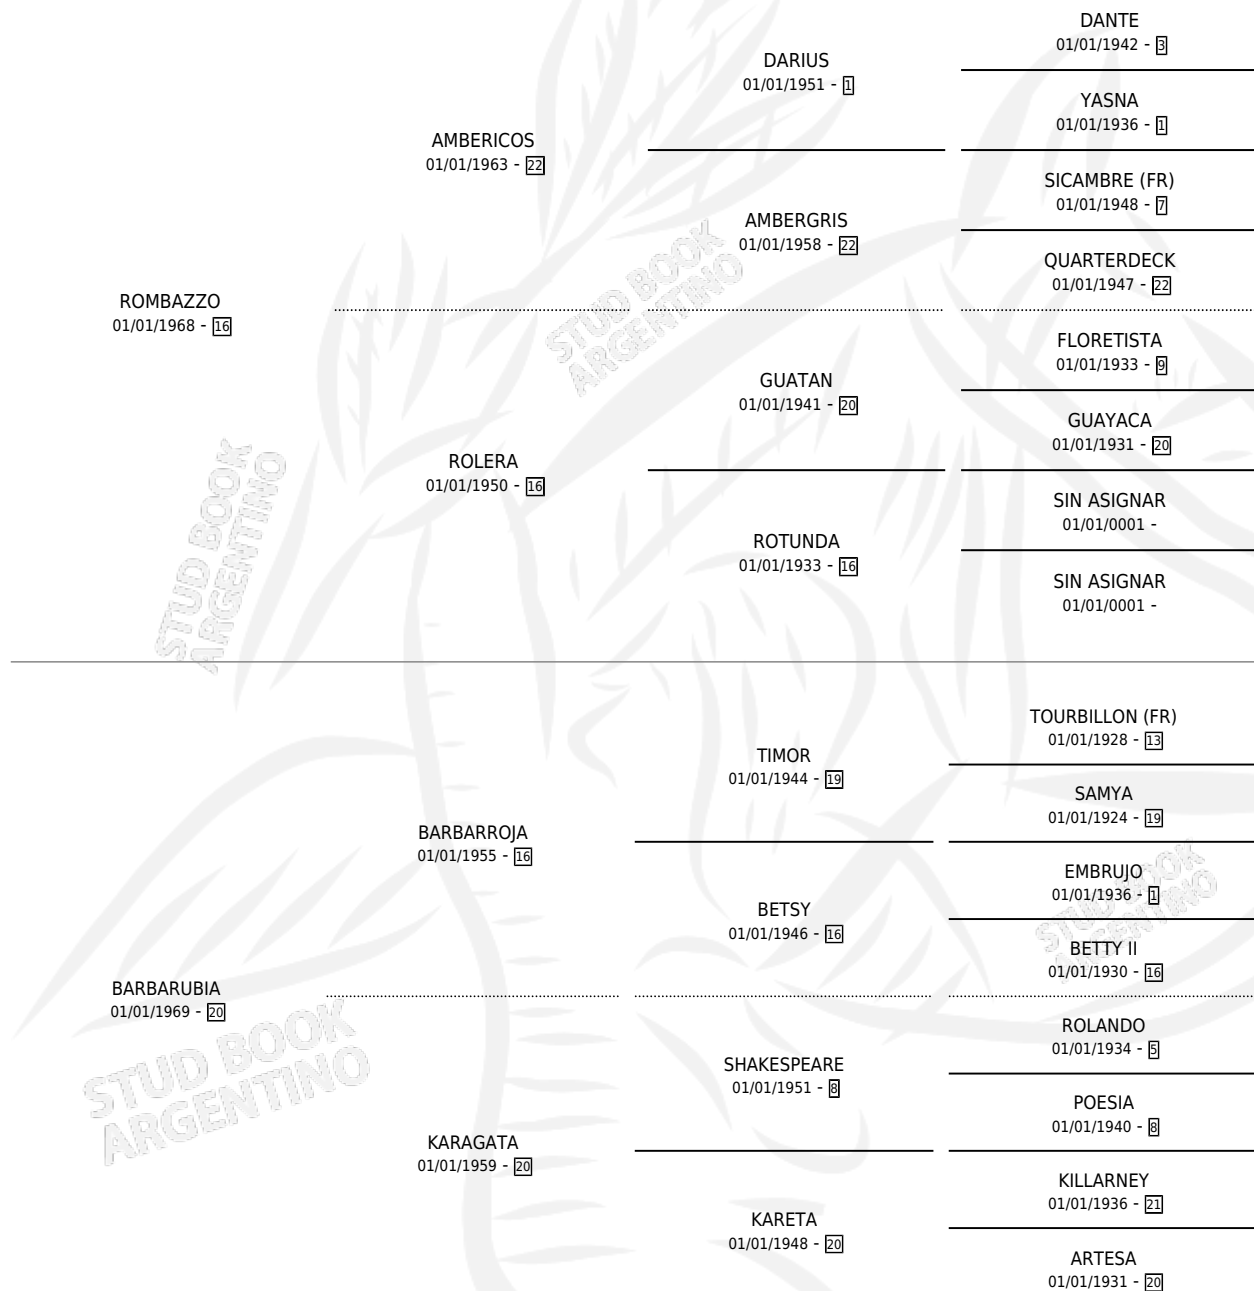 DANTE
01/01/1942 - 3
DARIUS
01/01/1951 - 1
YASNA
01/01/1936 - 1
AMBERICOS
01/01/1963 - 22
SICAMBRE (FR)
01/01/1948 - 7
AMBERGRIS
01/01/1958 - 22
QUARTERDECK
01/01/1947 - 22
ROMBAZZO
01/01/1968 - 16
FLORETISTA
01/01/1933 - 9
GUATAN
01/01/1941 - 20
GUAYACA
01/01/1931 - 20
ROLERA
01/01/1950 - 16
SIN ASIGNAR
01/01/0001 -
ROTUNDA
01/01/1933 - 16
SIN ASIGNAR
01/01/0001 -
TOURBILLON (FR)
01/01/1928 - 13
TIMOR
01/01/1944 - 19
SAMYA
01/01/1924 - 19
BARBARROJA
01/01/1955 - 16
EMBRUJO
01/01/1936 - 1
BETSY
01/01/1946 - 16
BETTY II
01/01/1930 - 16
BARBARUBIA
01/01/1969 - 20
ROLANDO
01/01/1934 - 5
SHAKESPEARE
01/01/1951 - 8
POESIA
01/01/1940 - 8
KARAGATA
01/01/1959 - 20
KILLARNEY
01/01/1936 - 21
KARETA
01/01/1948 - 20
ARTESA
01/01/1931 - 20
STUD BOOK
ARGENTINO
STUD BOOK
ARGENTINO
STUD BOOK
ARGENTINO
STUD BOOK
ARGENTINO